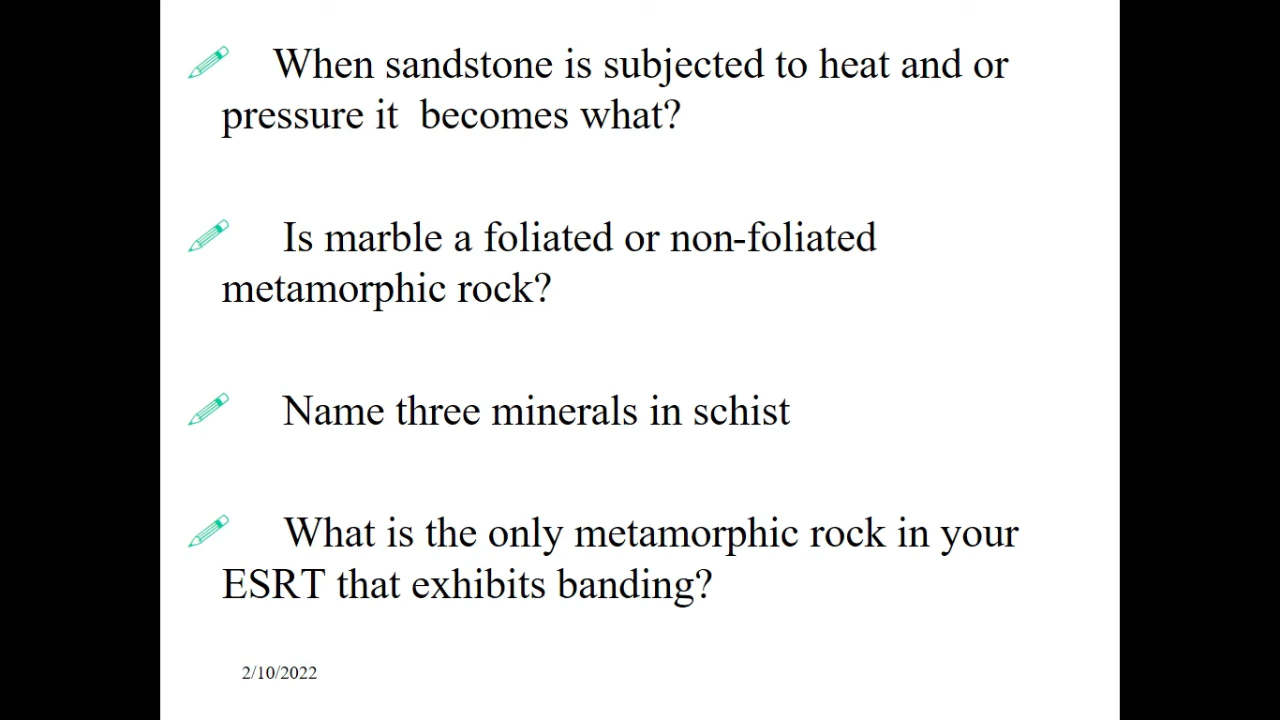 When sandstone is subjected to heat and or
pressure it  becomes what?
Is marble a foliated or non-foliated
metamorphic rock?
Name three minerals in schist
What is the only metamorphic rock in your
ESRT that exhibits banding?
2/10/2022